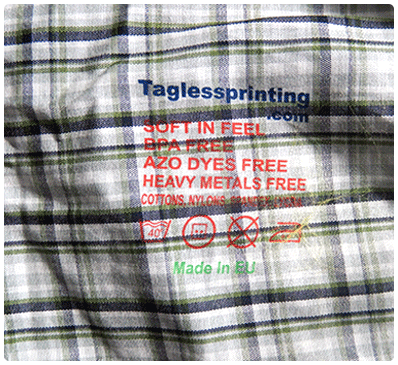 Taglessprinting
.com
SOFT IN FEEL
BPA FREE
AZO DYES FREE
HEAVY METALS FREE
COTTONS, NYLONS,
40°
Made In EU